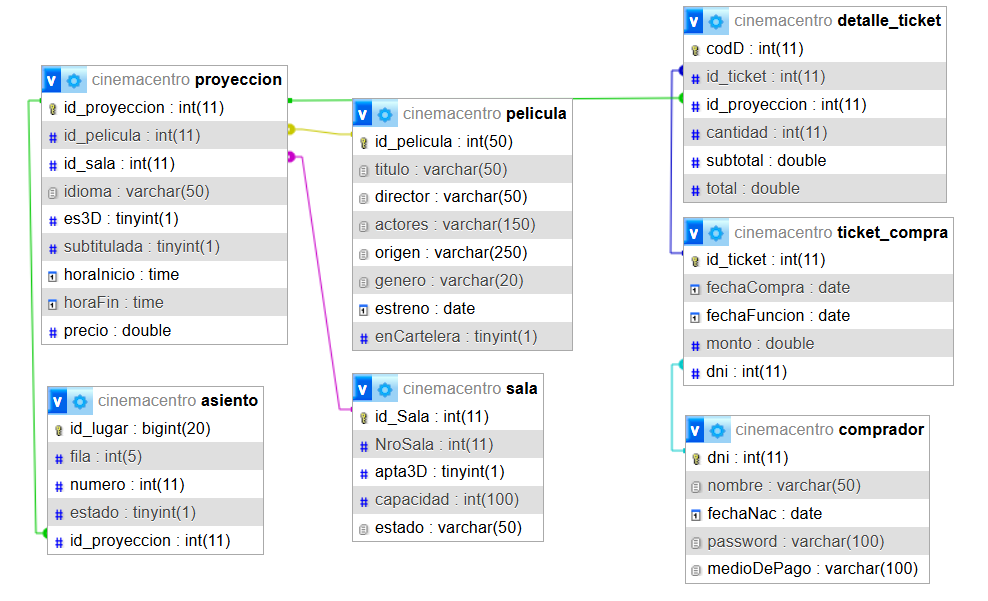 cinemacentro proyeccion
id_proyeccion : int(11)
id_pelicula : int(11)
id_sala : int(11)
idioma : varchar(50)
es3D : tinyint(1)
subtitulada : tinyint(1)
horaInicio : time
horaFin : time
precio : double
cinemacentro asiento
id_lugar : bigint(20)
fila : int(5)
numero : int(11)
estado : tinyint(1)
id_proyeccion : int(11)
cinemacentro pelicula
id_pelicula : int(50)
titulo : varchar(50)
director : varchar(50)
actores : varchar(150)
origen : varchar(250)
genero : varchar(20)
estreno : date
enCartelera : tinyint(1)
cinemacentro sala
id_Sala : int(11)
NroSala : int(11)
apta3D : tinyint(1)
capacidad : int(100)
estado : varchar(50)
cinemacentro detalle_ticket
codD : int(11)
id_ticket : int(11)
id_proyeccion : int(11)
cantidad : int(11)
subtotal : double
total : double
cinemacentro ticket_compra
id_ticket : int(11)
fechaCompra : date
fechaFuncion : date
monto : double
dni : int(11)
cinemacentro comprador
dni : int(11)
nombre : varchar(50)
fechaNac : date
password : varchar(100)
medioDePago : varchar(100)